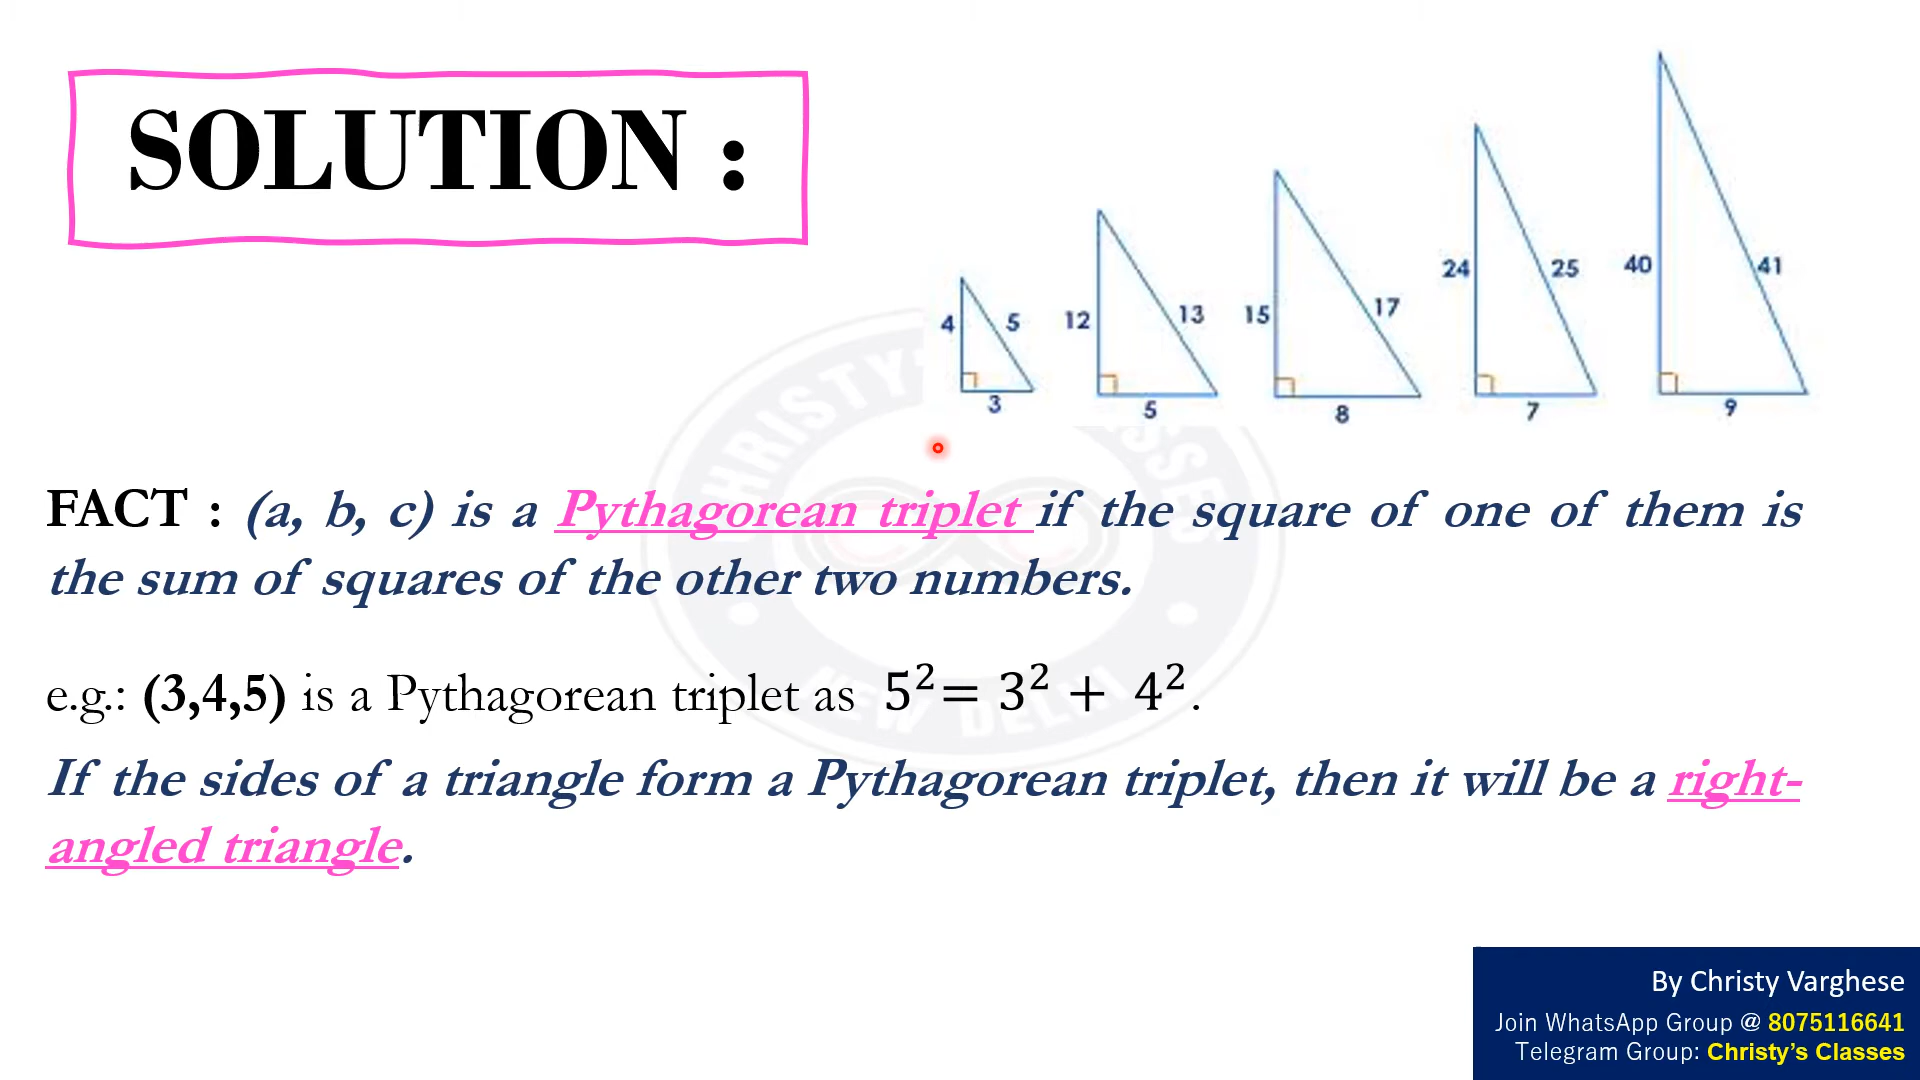 SOLUTION :
4 5 3
12 13 5
15 17 8
24 25 7
40 41 9
FACT : (a, b, c) is a Pythagorean triplet if the square of one of them is
the sum of squares of the other two numbers.
e.g.: (3,4,5) is a Pythagorean triplet as 5² = 3² + 4².
If the sides of a triangle form a Pythagorean triplet, then it will be a right-
angled triangle.
NEW DELHI
By Christy Varghese
Join WhatsApp Group @ 8075116641
Telegram Group: Christy's Classes